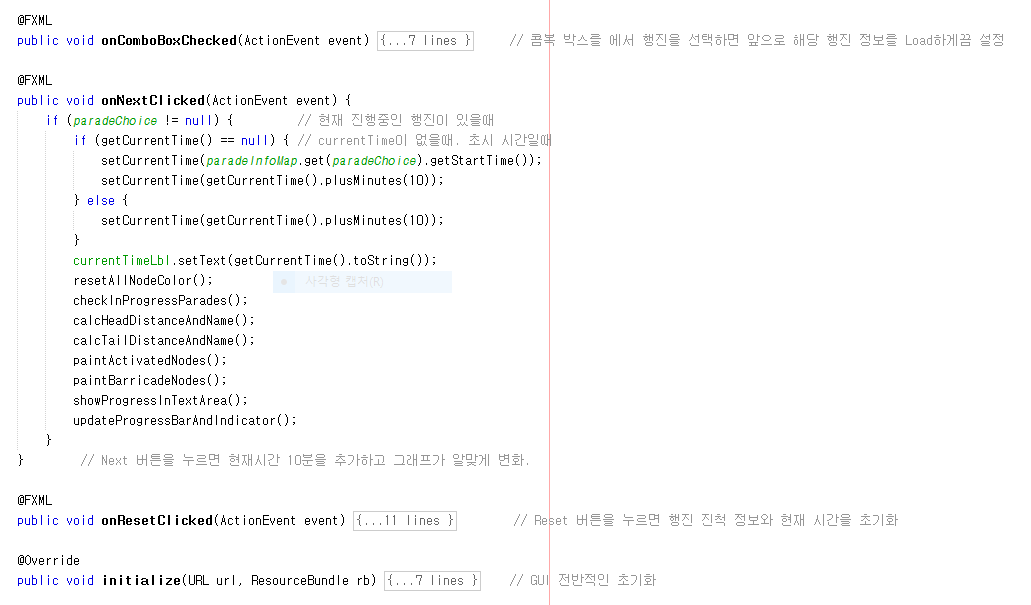 @FXML
public void onComboBoxChecked(ActionEvent event) {...7 lines }     // 콤복 박스를 에서 행진을 선택하면 앞으로 해당 행진 정보를 Load하게끔 설정
@FXML
public void onNextClicked(ActionEvent event) {
if (paradeChoice != null) {         // 현재 진행중인 행진이 있을때
if (getCurrentTime() == null) { // currentTime이 없을때. 초시 시간일때
setCurrentTime(paradeInfoMap.get(paradeChoice).getStartTime());
setCurrentTime(getCurrentTime().plusMinutes(10));
} else {
setCurrentTime(getCurrentTime().plusMinutes(10));
}
currentTimeLbl.setText(getCurrentTime().toString());
resetAllNodeColor();
사각형 캡처(R)
checkInProgressParades();
calcHeadDistanceAndName();
calcTailDistanceAndName();
paintActivatedNodes();
paintBarricadeNodes();
showProgressInTextArea();
updateProgressBarAndIndicator();
}
}        // Next 버튼을 누르면 현재시간 10분을 추가하고 그래프가 알맞게 변화.
@FXML
public void onResetClicked(ActionEvent event) {...11 lines }        // Reset 버튼을 누르면 행진 진척 정보와 현재 시간을 초기화
@Override
public void initialize(URL url, ResourceBundle rb) {...7 lines }    // GUI 전반적인 초기화